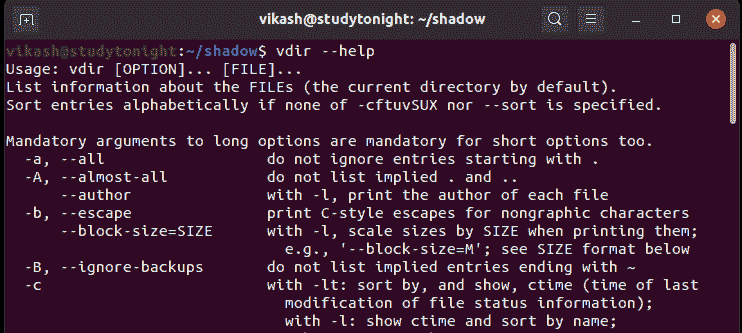 vikash@studytonight: ~/shadow
vikash@studytonight:~/shadow$ vdir --help
Usage: vdir [OPTION]... [FILE]...
List information about the FILEs (the current directory by default).
Sort entries alphabetically if none of -cftuvSUX nor --sort is specified.

Mandatory arguments to long options are mandatory for short options too.
  -a, --all                  do not ignore entries starting with .
  -A, --almost-all           do not list implied . and ..
      --author               with -l, print the author of each file
  -b, --escape               print C-style escapes for nongraphic characters
      --block-size=SIZE      with -l, scale sizes by SIZE when printing them;
                               e.g., '--block-size=M'; see SIZE format below
  -B, --ignore-backups       do not list implied entries ending with ~
  -c                         with -lt: sort by, and show, ctime (time of last
                               modification of file status information);
                               with -l: show ctime and sort by name;